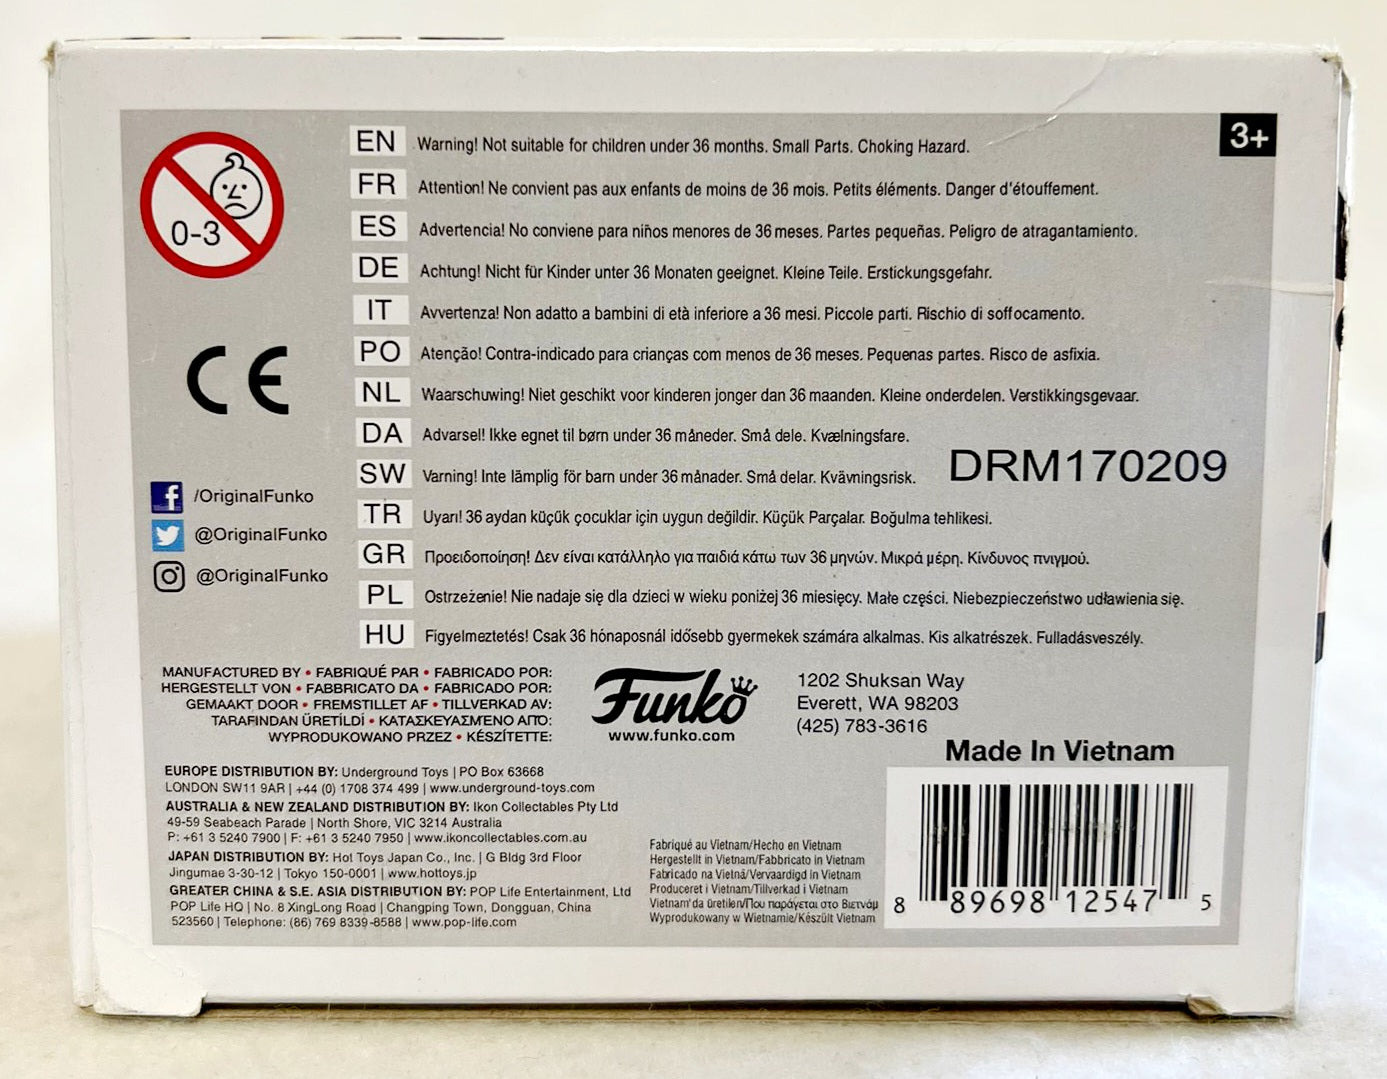 3+
0-3
EN Warning! Not suitable for children under 36 months. Small Parts. Choking Hazard.
FR Attention! Ne convient pas aux enfants de moins de 36 mois. Petits éléments. Danger d'étouffement.
ES Advertencia! No conviene para niños menores de 36 meses. Partes pequeñas. Peligro de atragantamiento.
DE Achtung! Nicht für Kinder unter 36 Monaten geeignet. Kleine Teile. Erstickungsgefahr.
IT Avvertenza! Non adatto a bambini di età inferiore a 36 mesi. Piccole parti. Rischio di soffocamento.
PO Atenção! Contra-indicado para crianças com menos de 36 meses. Pequenas partes. Risco de asfixia.
NL Waarschuwing! Niet geschikt voor kinderen jonger dan 36 maanden. Kleine onderdelen. Verstikkingsgevaar.
DA Advarsel! Ikke egnet til børn under 36 måneder. Små dele. Kvælningsfare.
SW Varning! Inte lämplig för barn under 36 månader. Små delar. Kvävningsrisk.
TR Uyarı! 36 aydan küçük çocuklar için uygun değildir. Küçük Parçalar. Boğulma tehlikesi.
GR Προειδοποίηση! Δεν είναι κατάλληλο για παιδιά κάτω των 36 μηνών. Μικρά μέρη. Κίνδυνος πνιγμού.
PL Ostrzeżenie! Nie nadaje się dla dzieci w wieku poniżej 36 miesięcy. Małe części. Niebezpieczeństwo udławienia się.
HU Figyelmeztetés! Csak 36 hónaposnál idősebb gyermekek számára alkalmas. Kis alkatrészek. Fulladásveszély.
CE
DRM170209
/OriginalFunko
@OriginalFunko
@OriginalFunko
MANUFACTURED BY • FABRIQUÉ PAR • FABRICADO POR:
HERGESTELLT VON • FABBRICATO DA • FABRICADO POR:
GEMAAKT DOOR • FREMSTILLET AF • TILLVERKAD AV:
TARAFINDAN ÜRETİLDİ • ΚΑΤΑΣΚΕΥΑΣΜΈΝΟ ΑΠΌ:
WYPRODUKOWANO PRZEZ • KÉSZÍTETTE:
Funko
www.funko.com
1202 Shuksan Way
Everett, WA 98203
(425) 783-3616
Made In Vietnam
EUROPE DISTRIBUTION BY: Underground Toys | PO Box 63668
LONDON SW11 9AR | +44 (0) 1708 374 499 | www.underground-toys.com
AUSTRALIA & NEW ZEALAND DISTRIBUTION BY: Ikon Collectables Pty Ltd
49-59 Seabeach Parade | North Shore, VIC 3214 Australia
P: +61 3 5240 7900 | F: +61 3 5240 7950 | www.ikoncollectables.com.au
JAPAN DISTRIBUTION BY: Hot Toys Japan Co., Inc. | G Bldg 3rd Floor
Jingumae 3-30-12 | Tokyo 150-0001 | www.hottoys.jp
GREATER CHINA & S.E. ASIA DISTRIBUTION BY: POP Life Entertainment, Ltd
POP Life HQ | No. 8 XingLong Road | Changping Town, Dongguan, China
523560 | Telephone: (86) 769 8339-8588 | www.pop-life.com
Fabriqué au Vietnam/Hecho en Vietnam
Hergestellt in Vietnam/Fabbricato in Vietnam
Fabricado na Vietnã/Vervaardigd in Vietnam
Produceret i Vietnam/Tillverkad i Vietnam
Vietnam'da üretilen/Που παράγεται στο Βιετνάμ
Wyprodukowany w Wietnamie/Készült Vietnam
8 89698 12547 5